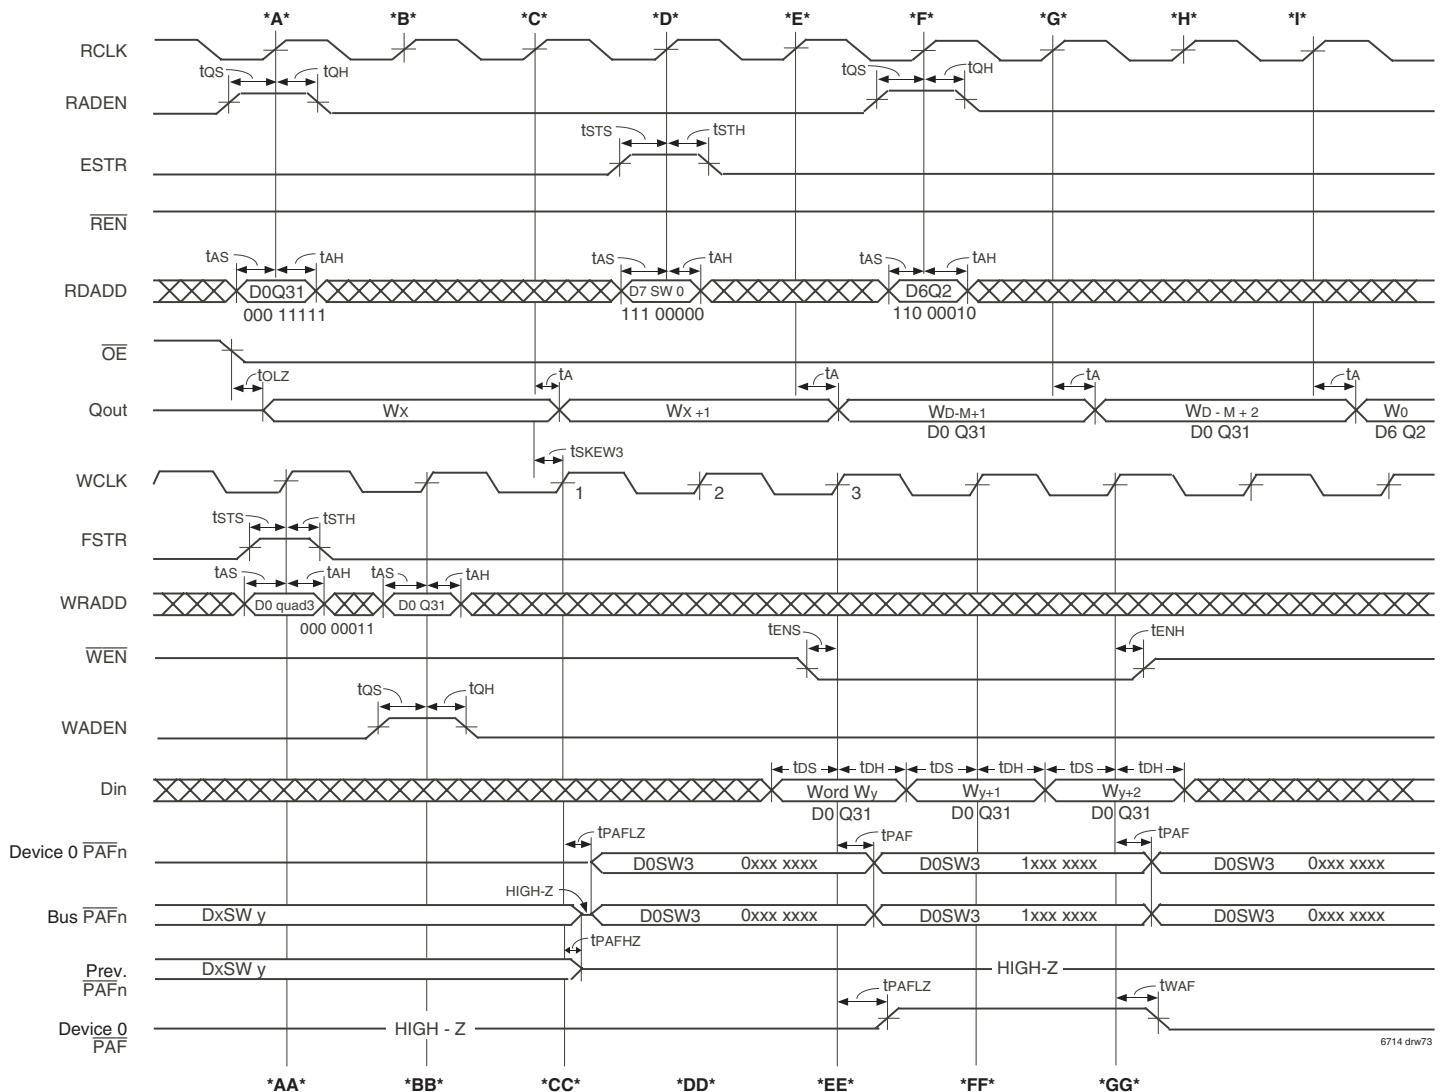 *A* *B* *C* *D* *E* *F* *G* *H* *I*
RCLK
tQS tQH tQS tQH
RADEN
tSTS tSTH
ESTR
REN
tAS tAH tAS tAH tAS tAH
RDADD D0Q31 D7 SW 0 D6Q2
000 11111 111 00000 110 00010
OE
tOLZ tA tA tA tA
Qout WX WX +1 WD-M+1 WD - M + 2 W0
D0 Q31 D0 Q31 D6 Q2
tSKEW3
WCLK 1 2 3
tSTS tSTH
FSTR
tAS tAH tAS tAH
WRADD D0 quad3 D0 Q31
000 00011
tENS tENH
WEN
tQS tQH
WADEN
tDS tDH tDS tDH tDS tDH
Din Word Wy Wy+1 Wy+2
D0 Q31 D0 Q31 D0 Q31
tPAFLZ tPAF tPAF
Device 0 PAFn D0SW3 0xxx xxxx D0SW3 1xxx xxxx D0SW3 0xxx xxxx
HIGH-Z
Bus PAFn DxSW y D0SW3 0xxx xxxx D0SW3 1xxx xxxx D0SW3 0xxx xxxx
tPAFHZ
Prev. DxSW y HIGH-Z
PAFn
tPAFLZ tWAF
Device 0 HIGH - Z
PAF
6714 drw73
*AA* *BB* *CC* *DD* *EE* *FF* *GG*